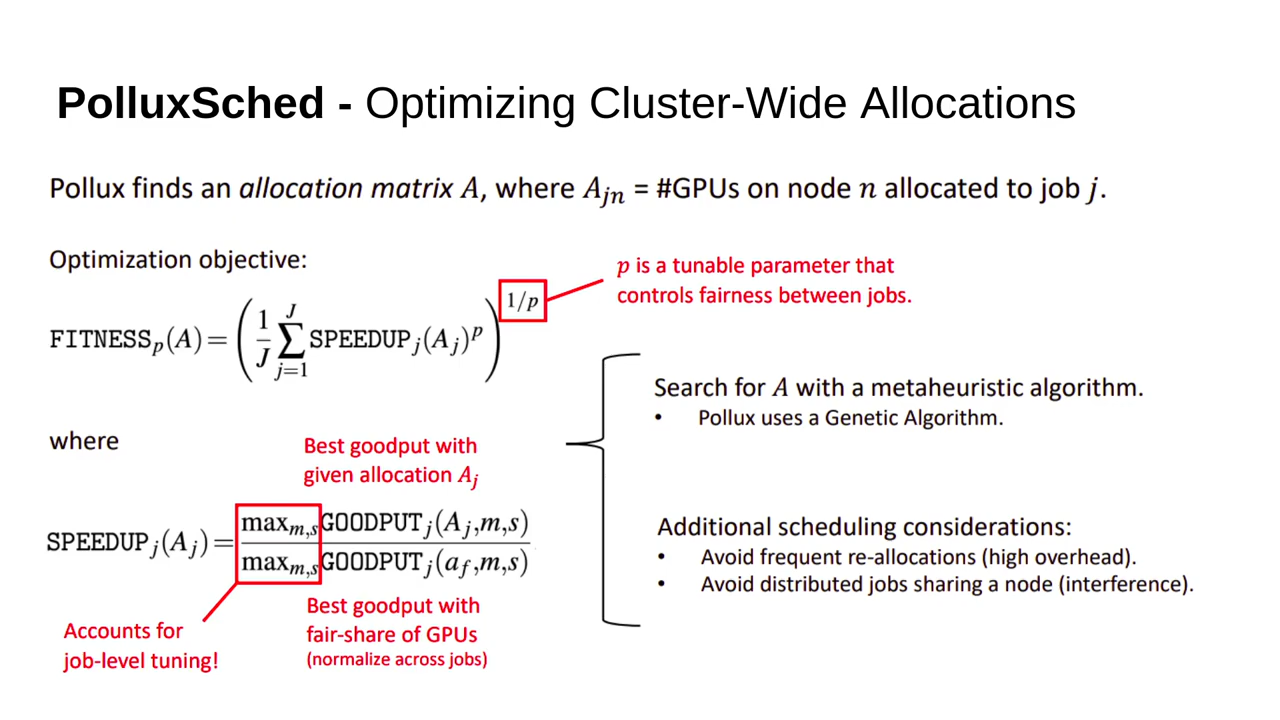 PolluxSched - Optimizing Cluster-Wide Allocations
Pollux finds an allocation matrix A, where A_{jn} = #GPUs on node n allocated to job j.
Optimization objective:
p is a tunable parameter that
controls fairness between jobs.
FITNESS_p(A) = ( 1/J ∑_{j=1}^{J} SPEEDUP_j(A_j)^p )^{1/p}
where
Best goodput with
given allocation A_j
SPEEDUP_j(A_j) = max_{m,s} GOODPUT_j(A_j,m,s) / max_{m,s} GOODPUT_j(a_f,m,s)
Accounts for
job-level tuning!
Best goodput with
fair-share of GPUs
(normalize across jobs)
Search for A with a metaheuristic algorithm.
• Pollux uses a Genetic Algorithm.
Additional scheduling considerations:
• Avoid frequent re-allocations (high overhead).
• Avoid distributed jobs sharing a node (interference).